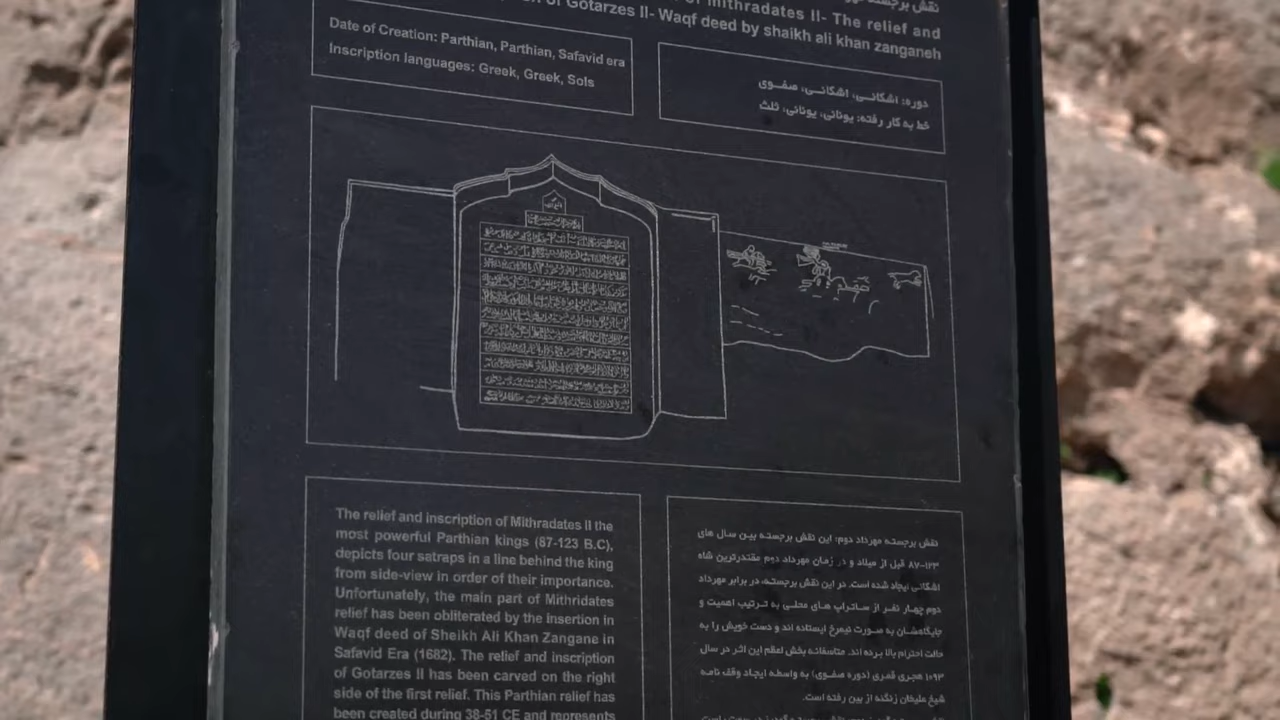 نقش برجسته
of mithradates II- The relief and
of Gotarzes II- Waqf deed by shaikh ali khan zanganeh
Date of Creation: Parthian, Parthian, Safavid era
Inscription languages: Greek, Greek, Sols
دوره: اشکانی، اشکانی، صفوی
خط به کار رفته: یونانی، یونانی، ثلث
The relief and inscription of Mithradates II the
most powerful Parthian kings (87-123 B.C),
depicts four satraps in a line behind the king
from side-view in order of their importance.
Unfortunately, the main part of Mithridates
relief has been obliterated by the insertion in
Waqf deed of Sheikh Ali Khan Zangane in
Safavid Era (1682). The relief and inscription
of Gotarzes II has been carved on the right
side of the first relief. This Parthian relief has
been created during 38-51 CE and represents
نقش برجسته مهرداد دوم: این نقش برجسته بین سال های
۸۷-۱۲۳ قبل از میلاد و در زمان مهرداد دوم مقتدرترین شاه
اشکانی ایجاد شده است. در این نقش برجسته، در برابر مهرداد
دوم چهار نفر از ساتراپ های محلی به ترتیب اهمیت و
جایگاهشان به صورت نیمرخ ایستاده اند و دست خویش را به
حالت احترام بالا برده اند. متاسفانه بخش اعظم این اثر در سال
۱۰۹۳ هجری قمری (دوره صفوی) به واسطه ایجاد وقف نامه
شیخ علیخان زنگنه از بین رفته است.